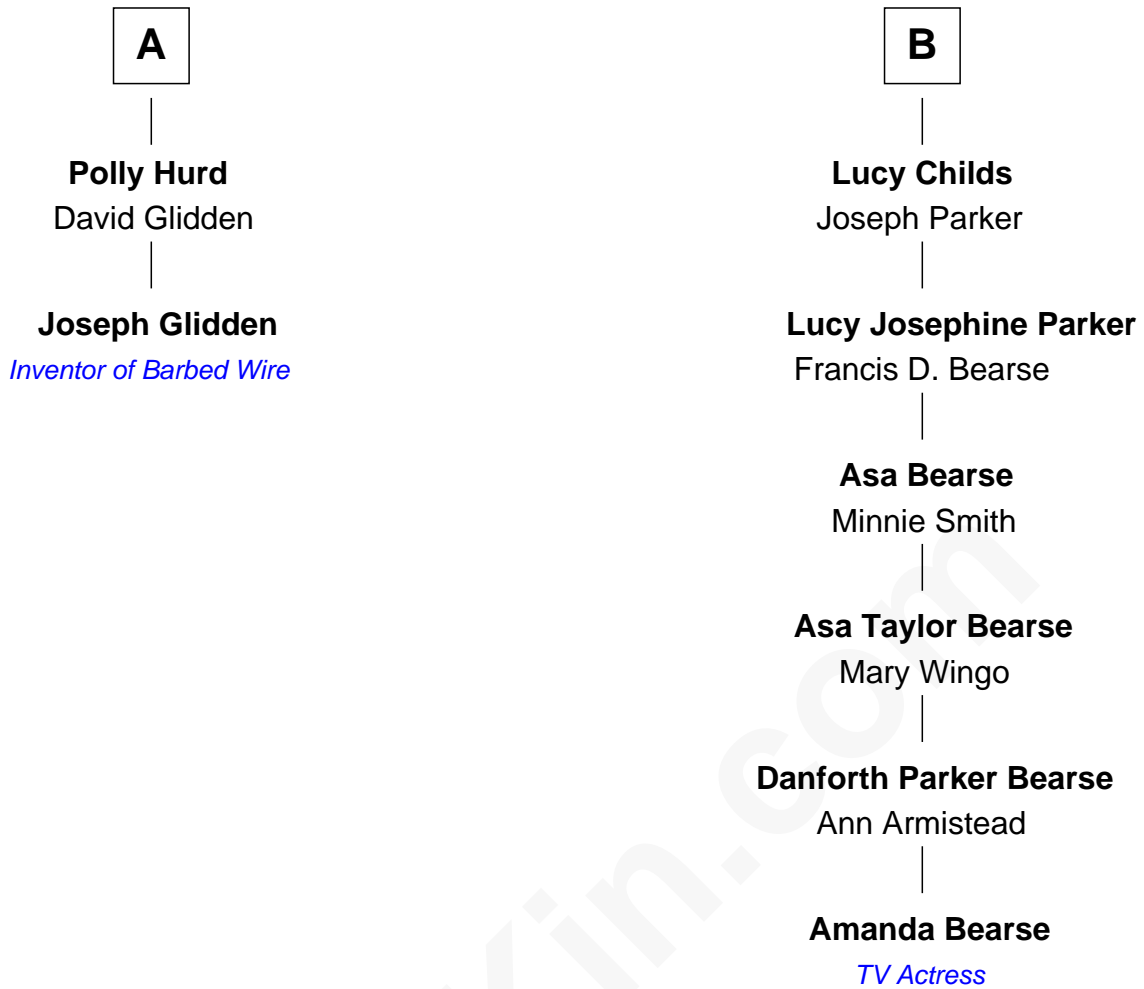 A
Polly Hurd
David Glidden
Joseph Glidden
Inventor of Barbed Wire
B
Lucy Childs
Joseph Parker
Lucy Josephine Parker
Francis D. Bearse
Asa Bearse
Minnie Smith
Asa Taylor Bearse
Mary Wingo
Danforth Parker Bearse
Ann Armistead
Amanda Bearse
TV Actress